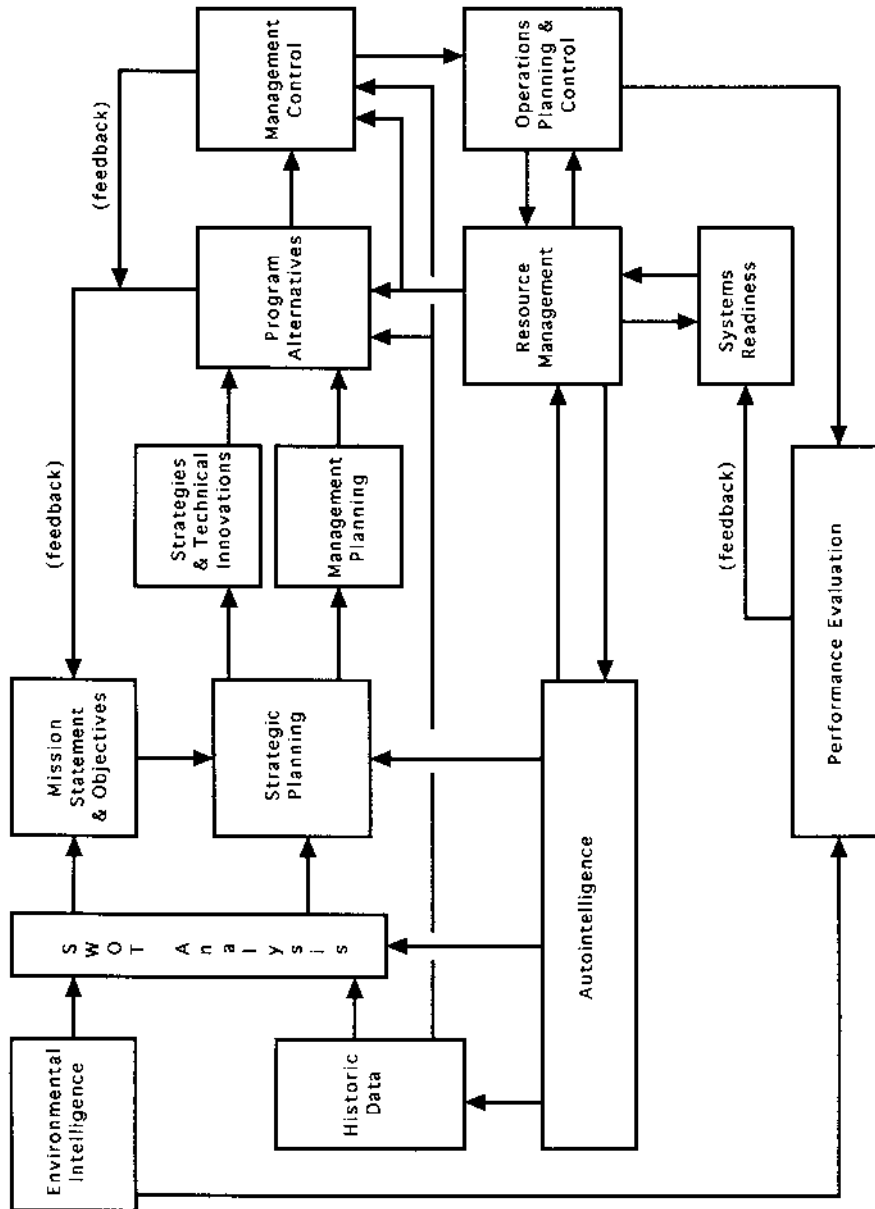 Environmental
Intelligence
SWOT Analysis
Mission
Statement
& Objectives
(feedback)
(feedback)
Historic
Data
Strategic
Planning
Strategies
& Technical
Innovations
Management
Planning
Program
Alternatives
Management
Control
Autointelligence
Resource
Management
Operations
Planning &
Control
Systems
Readiness
(feedback)
Performance Evaluation